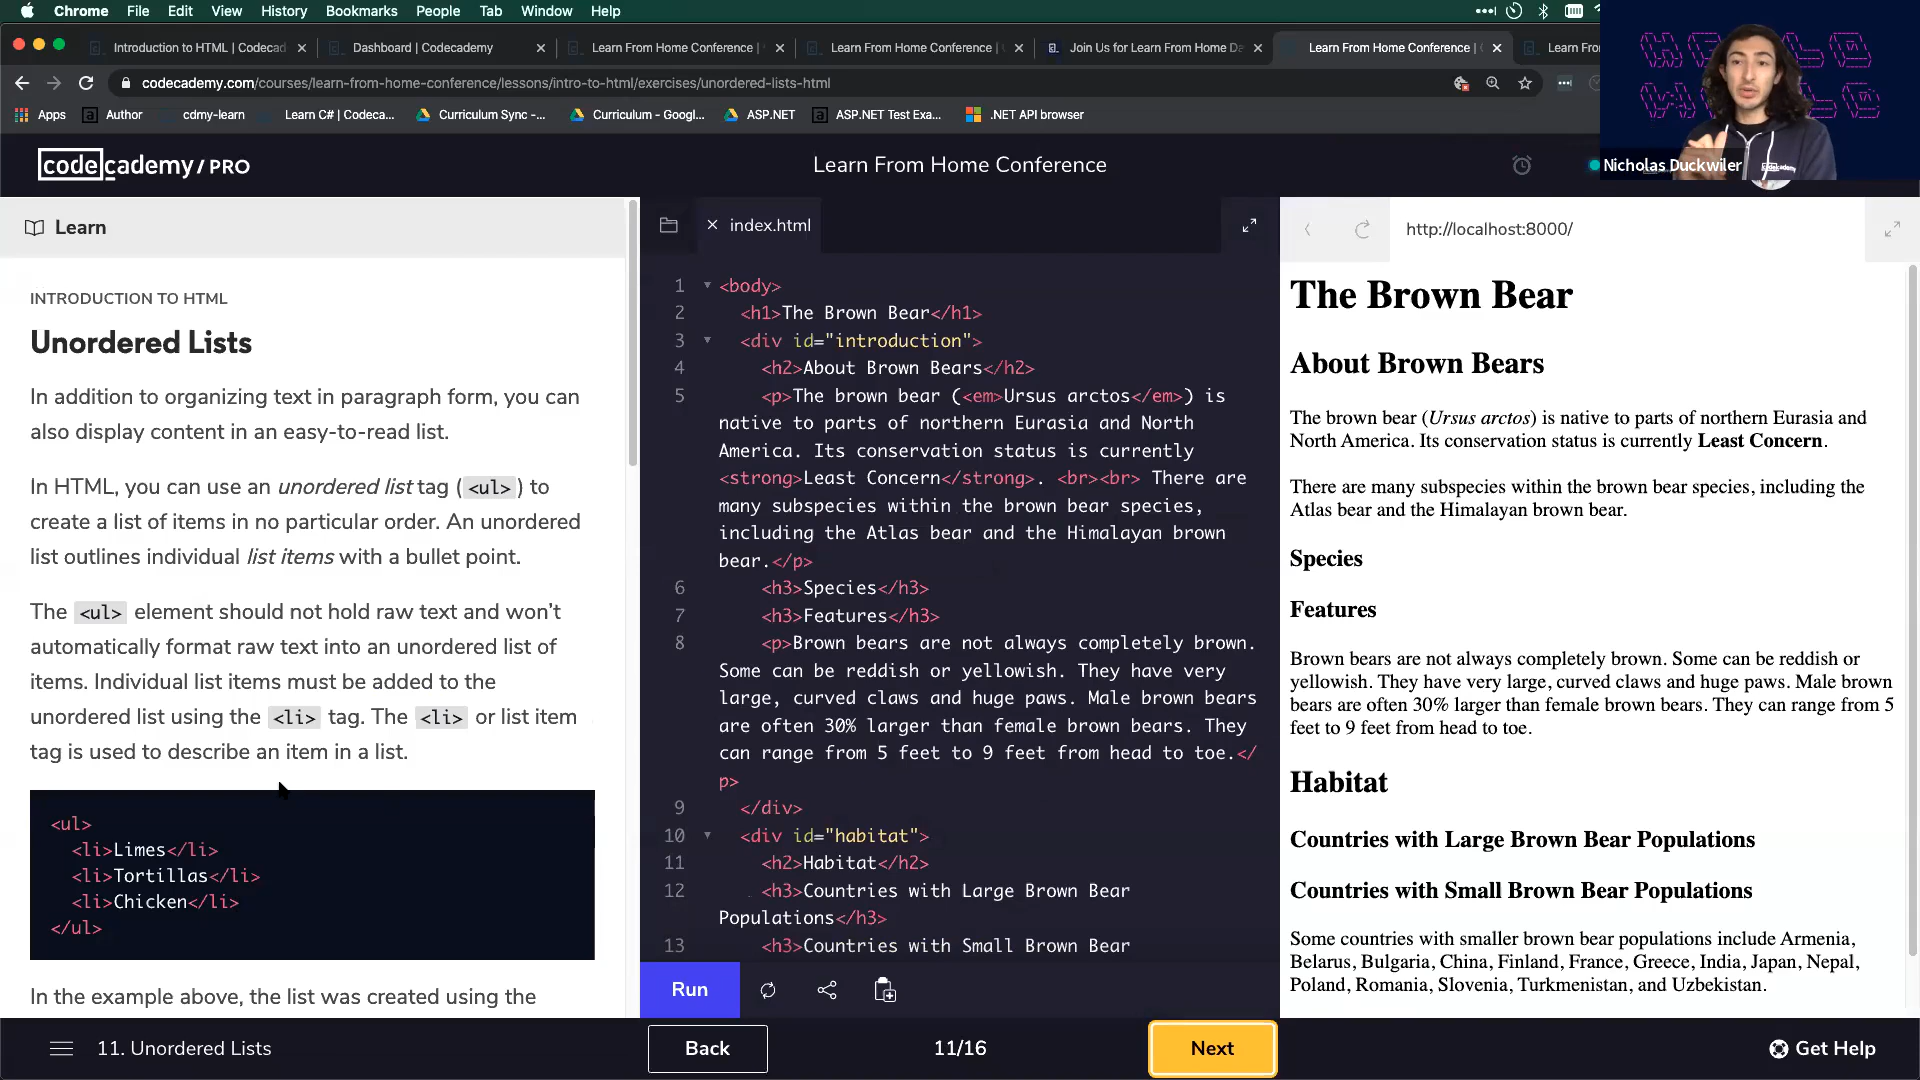 Chrome File Edit View History Bookmarks People Tab Window Help
Introduction to HTML | Codecad
Dashboard | Codecademy
Learn From Home Conference |
Learn From Home Conference |
Join Us for Learn From Home Da
Learn From Home Conference |
Learn Fro
codecademy.com/courses/learn-from-home-conference/lessons/intro-to-html/exercises/unordered-lists-html
Apps
Author
cdmy-learn
Learn C# | Codeca...
Curriculum Sync -...
Curriculum - Googl...
ASP.NET
ASP.NET Test Exa...
.NET API browser
Nicholas Duckwiler
codecademy / PRO
Learn From Home Conference
Learn
INTRODUCTION TO HTML
Unordered Lists
In addition to organizing text in paragraph form, you can
also display content in an easy-to-read list.
In HTML, you can use an unordered list tag (<ul>) to
create a list of items in no particular order. An unordered
list outlines individual list items with a bullet point.
The <ul> element should not hold raw text and won't
automatically format raw text into an unordered list of
items. Individual list items must be added to the
unordered list using the <li> tag. The <li> or list item
tag is used to describe an item in a list.
<ul>
<li>Limes</li>
<li>Tortillas</li>
<li>Chicken</li>
</ul>
In the example above, the list was created using the
index.html
1 <body>
2 <h1>The Brown Bear</h1>
3 <div id="introduction">
4 <h2>About Brown Bears</h2>
5 <p>The brown bear (<em>Ursus arctos</em>) is
native to parts of northern Eurasia and North
America. Its conservation status is currently
<strong>Least Concern</strong>. <br><br> There are
many subspecies within the brown bear species,
including the Atlas bear and the Himalayan brown
bear.</p>
6 <h3>Species</h3>
7 <h3>Features</h3>
8 <p>Brown bears are not always completely brown.
Some can be reddish or yellowish. They have very
large, curved claws and huge paws. Male brown bears
are often 30% larger than female brown bears. They
can range from 5 feet to 9 feet from head to toe.</
p>
9 </div>
10 <div id="habitat">
11 <h2>Habitat</h2>
12 <h3>Countries with Large Brown Bear
Populations</h3>
13 <h3>Countries with Small Brown Bear
Run
http://localhost:8000/
The Brown Bear
About Brown Bears
The brown bear (Ursus arctos) is native to parts of northern Eurasia and
North America. Its conservation status is currently Least Concern.
There are many subspecies within the brown bear species, including the
Atlas bear and the Himalayan brown bear.
Species
Features
Brown bears are not always completely brown. Some can be reddish or
yellowish. They have very large, curved claws and huge paws. Male brown
bears are often 30% larger than female brown bears. They can range from 5
feet to 9 feet from head to toe.
Habitat
Countries with Large Brown Bear Populations
Countries with Small Brown Bear Populations
Some countries with smaller brown bear populations include Armenia,
Belarus, Bulgaria, China, Finland, France, Greece, India, Japan, Nepal,
Poland, Romania, Slovenia, Turkmenistan, and Uzbekistan.
11. Unordered Lists
Back
11/16
Next
Get Help